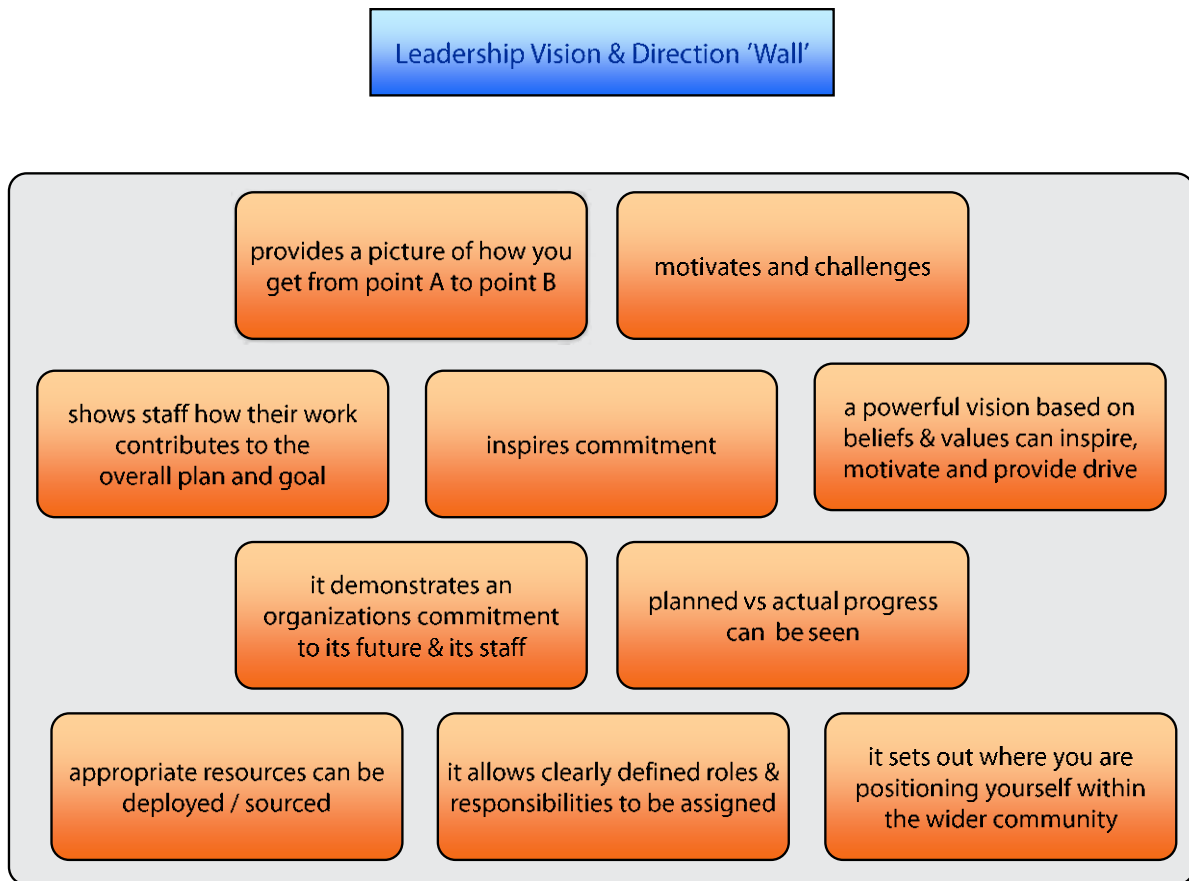 Leadership Vision & Direction 'Wall'
provides a picture of how you
get from point A to point B
motivates and challenges
shows staff how their work
contributes to the
overall plan and goal
inspires commitment
a powerful vision based on
beliefs & values can inspire,
motivate and provide drive
it demonstrates an
organizations commitment
to its future & its staff
planned vs actual progress
can be seen
appropriate resources can be
deployed / sourced
it allows clearly defined roles &
responsibilities to be assigned
it sets out where you are
positioning yourself within
the wider community